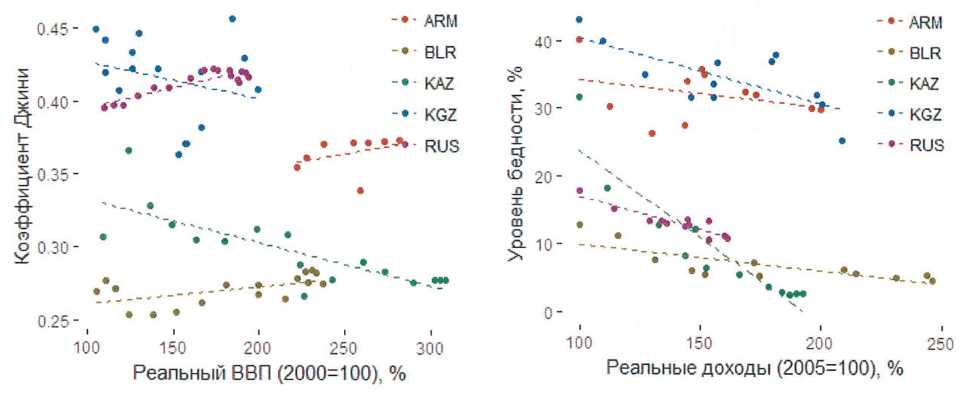 Коэффициент Джини
0.45
0.40
0.35
0.30
0.25
100
150
200
250
300
Реальный ВВП (2000=100), %
ARM
BLR
KAZ
KGZ
RUS
Уровень бедности, %
40
30
20
10
0
100
150
200
250
Реальные доходы (2005=100), %
ARM
BLR
KAZ
KGZ
RUS